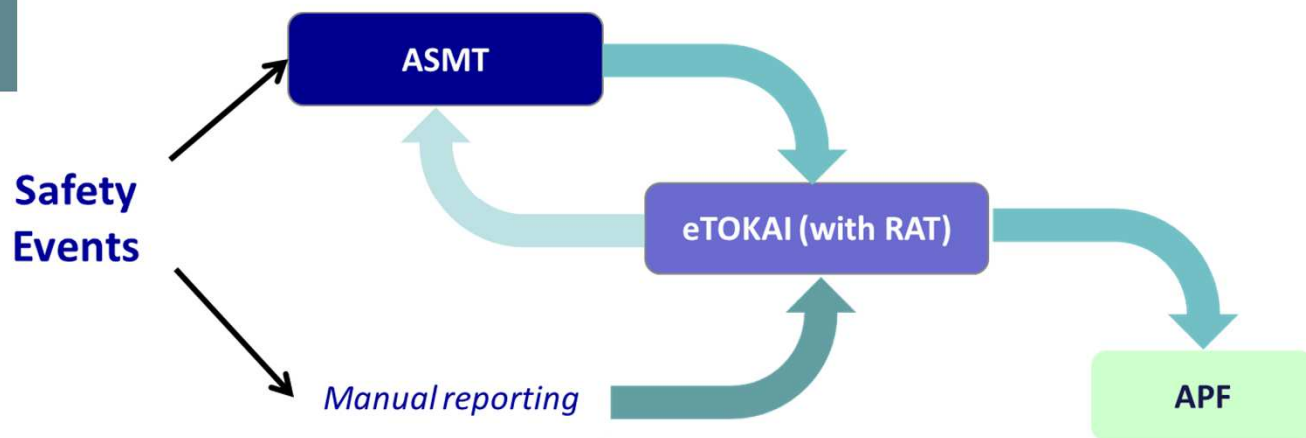 ASMT
Safety
Events
eTOKAI (with RAT)
Manual reporting
APF